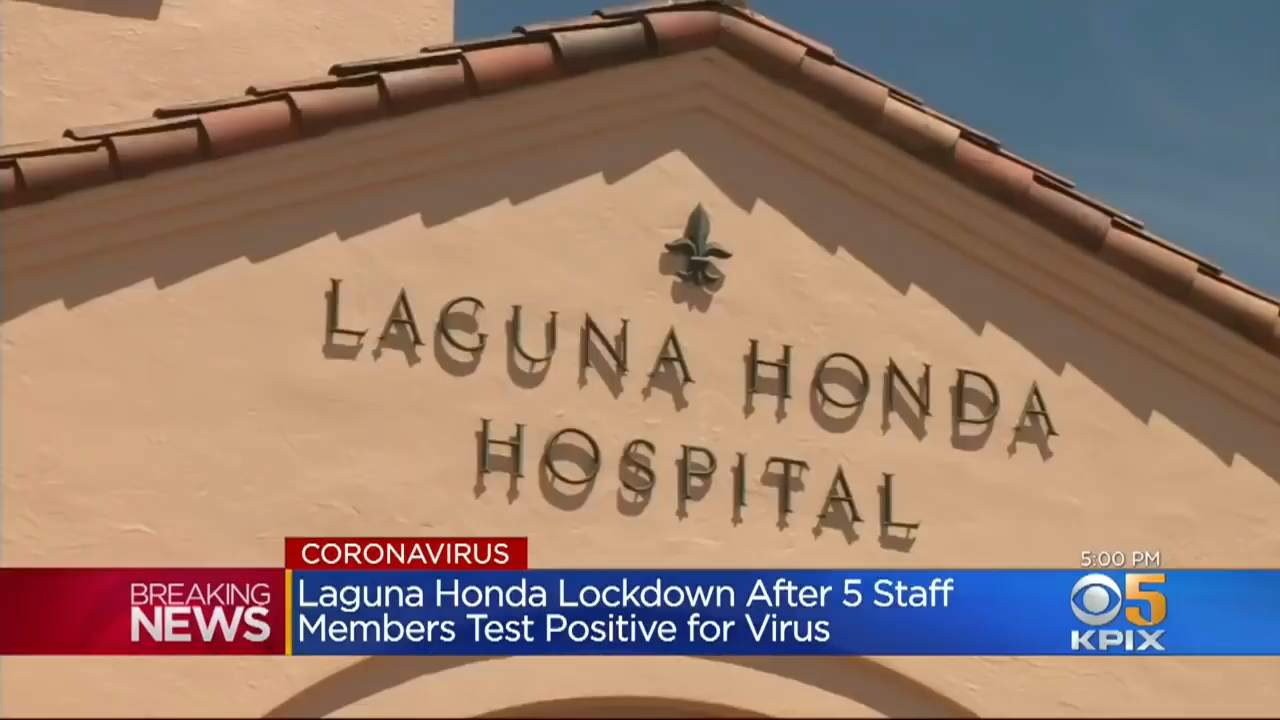 LAGUNA HONDA
HOSPITAL
CORONAVIRUS
5:00 PM
BREAKING
NEWS
Laguna Honda Lockdown After 5 Staff
Members Test Positive for Virus
5
KPIX